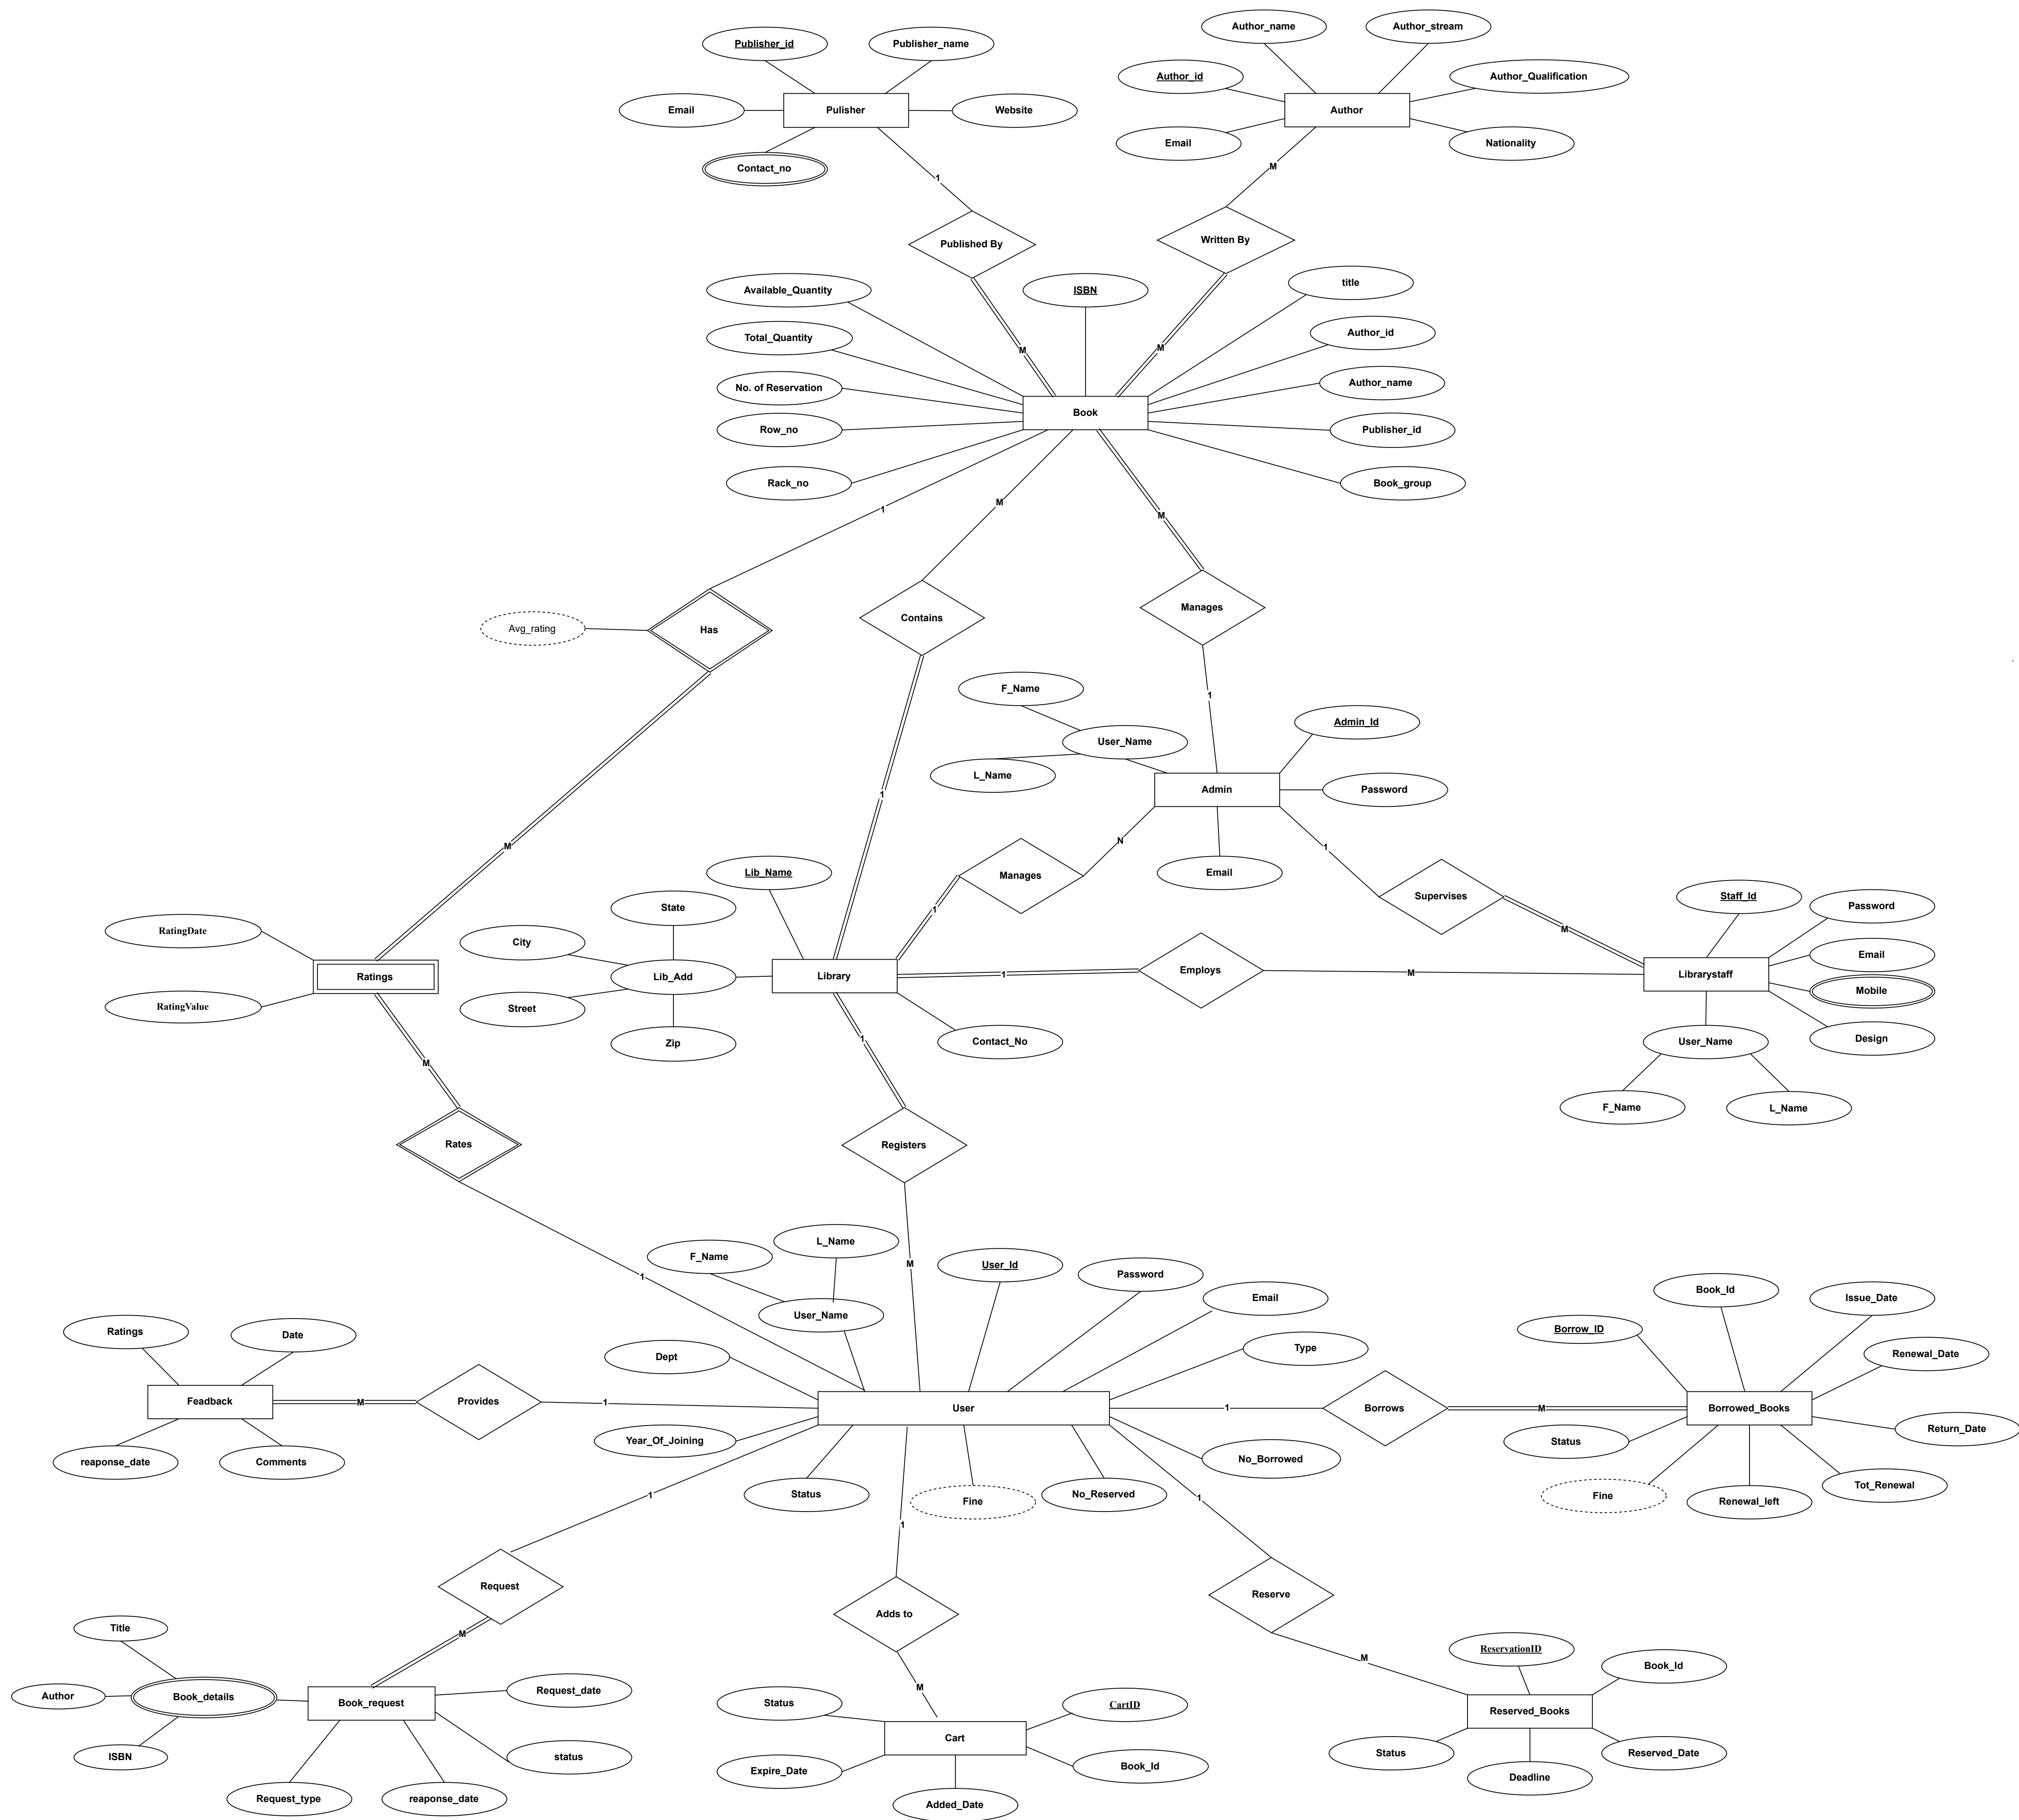 Author_name
Author_stream
Publisher_id
Publisher_name
Author_id
Author_Qualification
Email
Pulisher
Website
Author
Email
Nationality
Contact_no
M
1
Published By
Written By
Available_Quantity
ISBN
title
Total_Quantity
Author_id
M
M
No. of Reservation
Author_name
Book
Row_no
Publisher_id
Rack_no
Book_group
1
M
M
Avg_rating
Has
Contains
Manages
F_Name
1
User_Name
Admin_Id
L_Name
Admin
Password
1
M
N
1
Lib_Name
Manages
Email
Supervises
Staff_Id
Password
State
1
M
RatingDate
City
Email
Ratings
Lib_Add
Library
1
Employs
M
Librarystaff
Mobile
RatingValue
Street
Zip
1
Contact_No
User_Name
Design
M
F_Name
L_Name
Rates
Registers
L_Name
F_Name
M
User_Id
Password
1
Email
Book_Id
Issue_Date
User_Name
Borrow_ID
Ratings
Date
Type
Dept
Renewal_Date
Feadback
M
Provides
1
User
1
Borrows
M
Borrowed_Books
Year_Of_Joining
Status
Return_Date
reaponse_date
Comments
No_Borrowed
Tot_Renewal
1
Status
Fine
No_Reserved
1
Fine
Renewal_left
1
Request
Reserve
Adds to
Title
M
ReservationID
M
Book_Id
M
Author
Book_details
Book_request
Request_date
Status
CartID
Reserved_Books
Cart
ISBN
status
Status
Reserved_Date
Expire_Date
Book_Id
Deadline
Request_type
reaponse_date
Added_Date